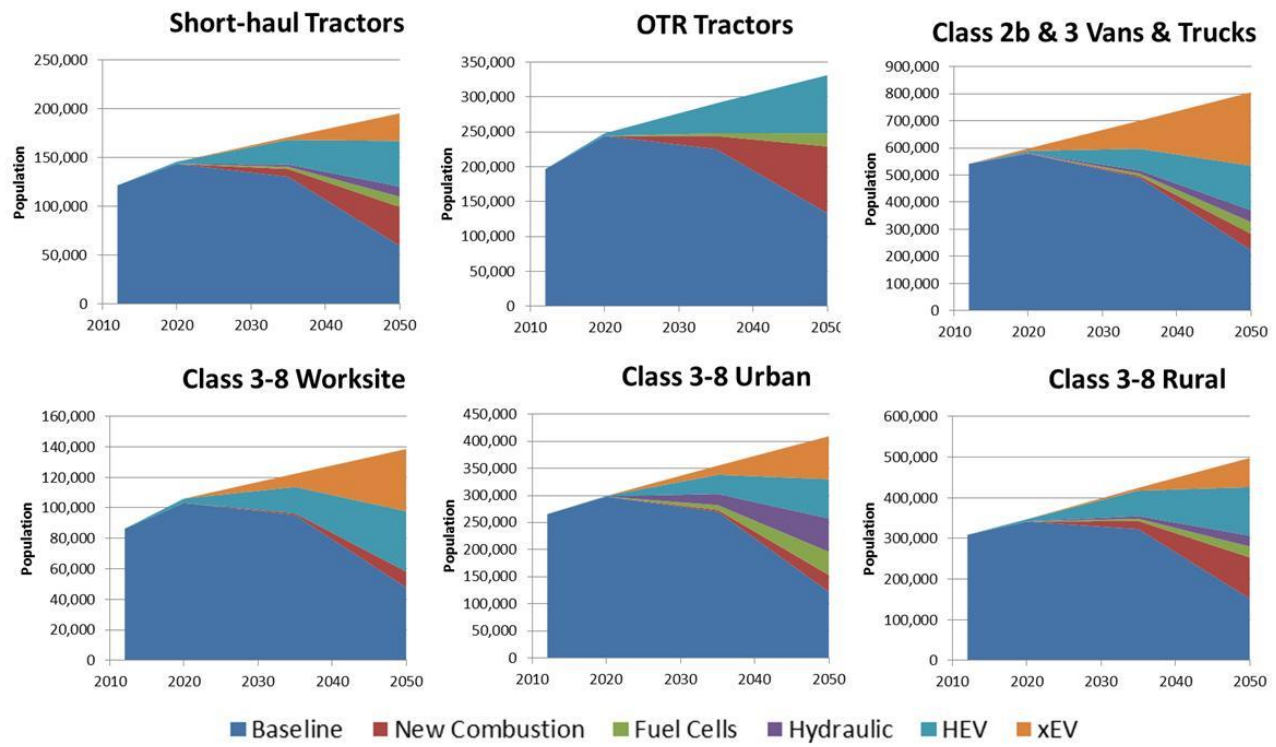 Short-haul Tractors
250,000
200,000
150,000
100,000
50,000
0
Population
2010 2020 2030 2040 2050
OTR Tractors
350,000
300,000
250,000
200,000
150,000
100,000
50,000
0
Population
2010 2020 2030 2040 2050
Class 2b & 3 Vans & Trucks
900,000
800,000
700,000
600,000
500,000
400,000
300,000
200,000
100,000
0
Population
2010 2020 2030 2040 2050
Class 3-8 Worksite
160,000
140,000
120,000
100,000
80,000
60,000
40,000
20,000
0
Population
2010 2020 2030 2040 2050
Class 3-8 Urban
450,000
400,000
350,000
300,000
250,000
200,000
150,000
100,000
50,000
0
Population
2010 2020 2030 2040 2050
Class 3-8 Rural
600,000
500,000
400,000
300,000
200,000
100,000
0
Population
2010 2020 2030 2040 2050
Baseline New Combustion Fuel Cells Hydraulic HEV xEV